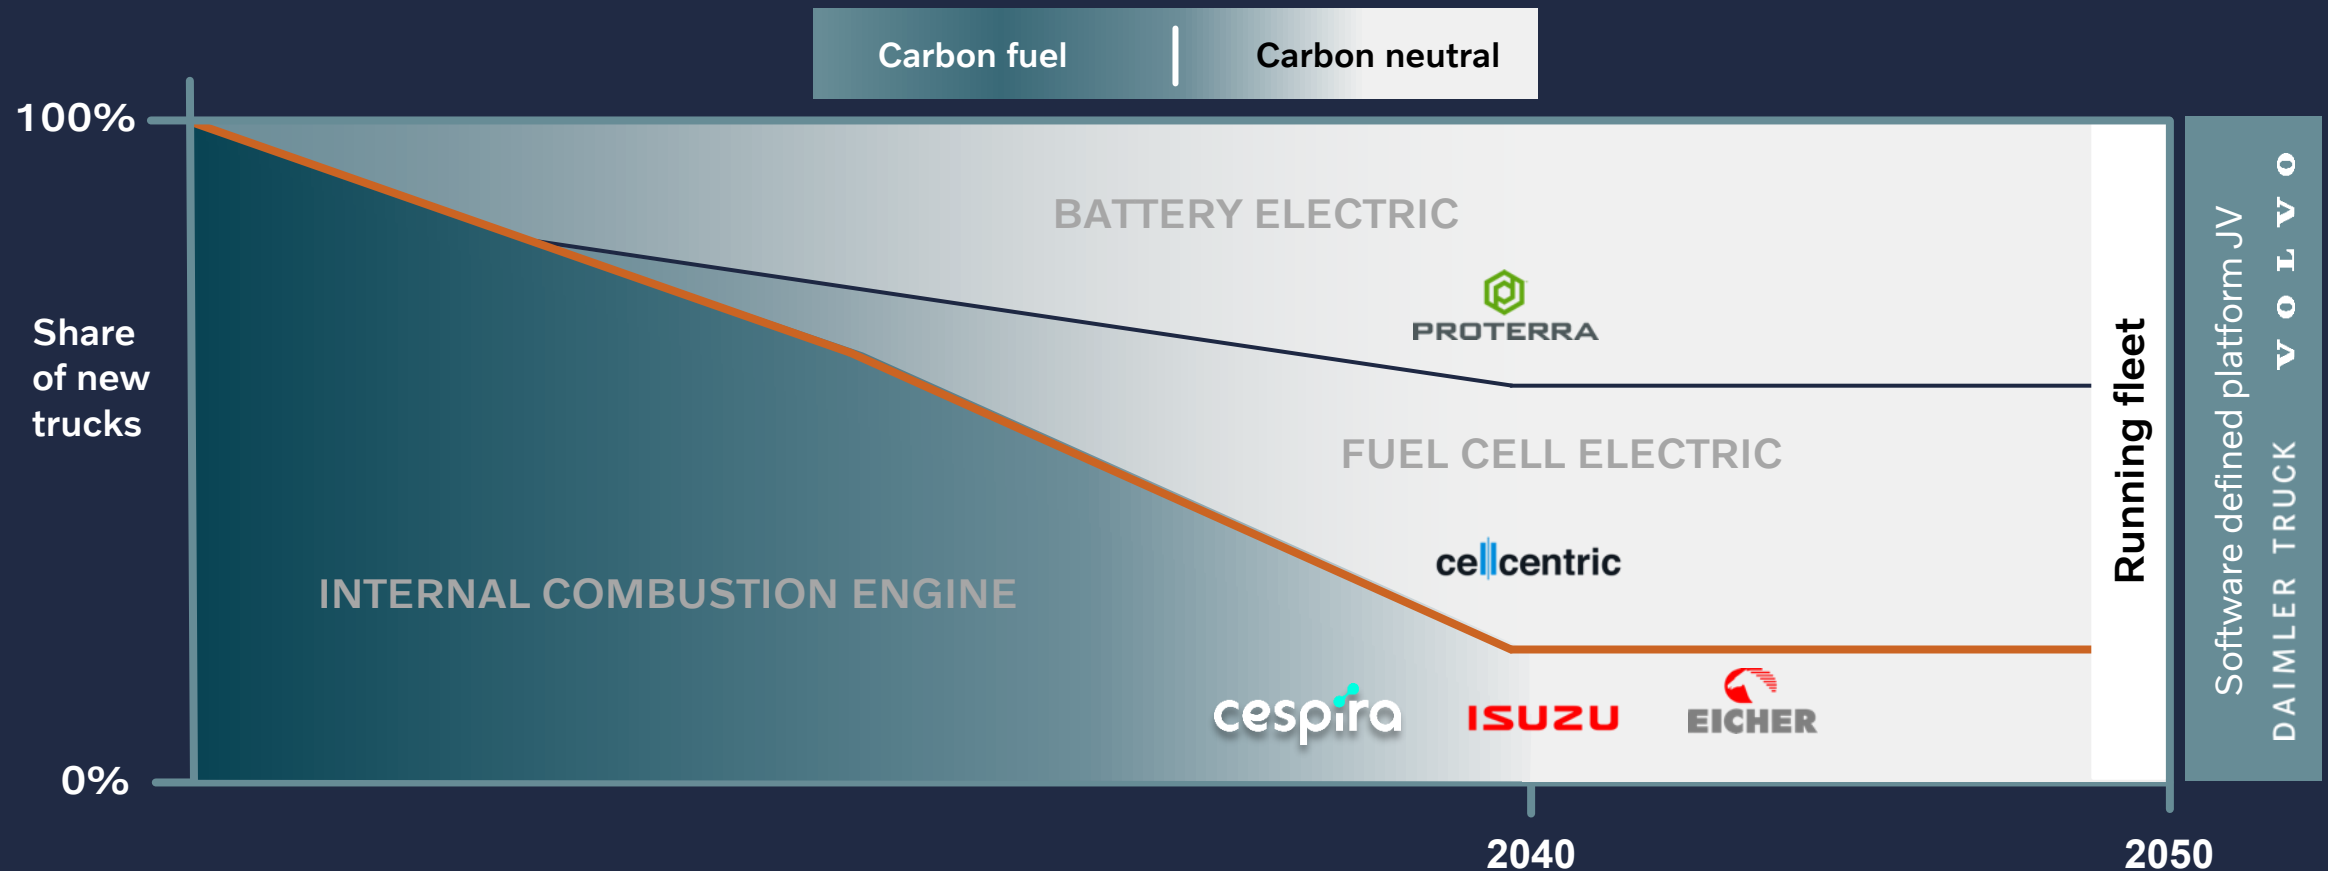 Carbon fuel
Carbon neutral
100%
Share
of new
trucks
0%
BATTERY ELECTRIC
PROTERRA
FUEL CELL ELECTRIC
cellcentric
INTERNAL COMBUSTION ENGINE
cespira
ISUZU
EICHER
Running fleet
Software defined platform JV
DAIMLER TRUCK
VOLVO
2040
2050